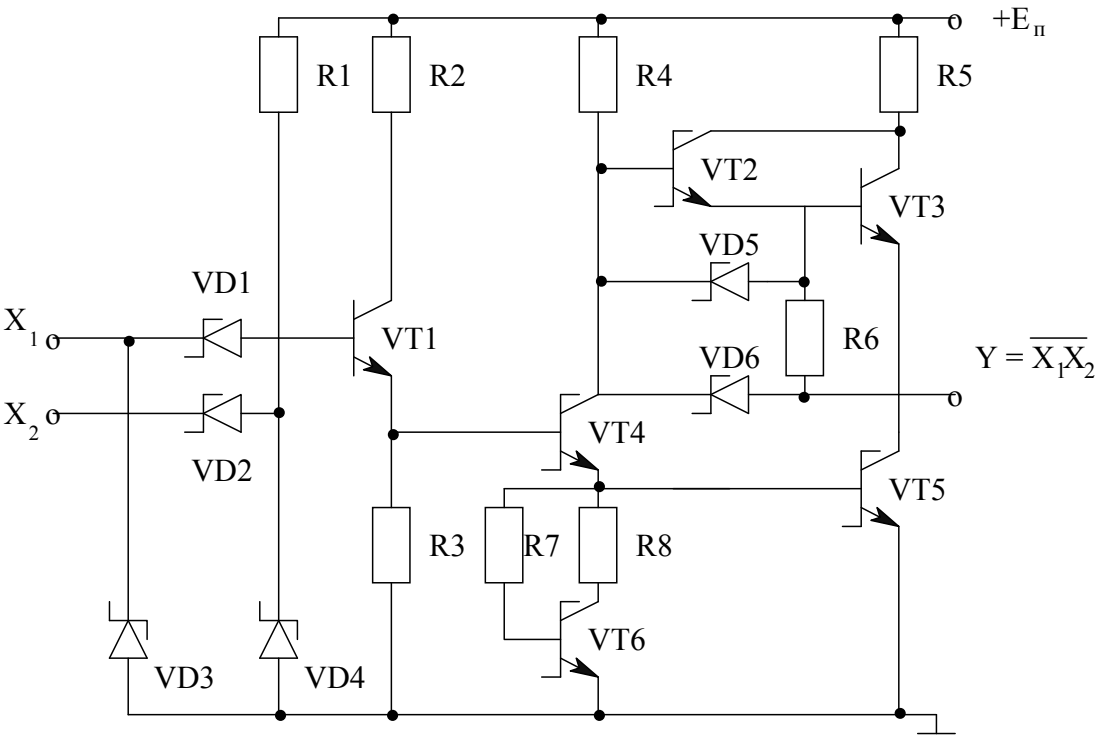 +Eп
R1
R2
R4
R5
VT2
VT3
VD5
VD1
X1
VT1
R6
VD6
Y = X1X2
X2
VT4
VD2
VT5
R3
R7
R8
VT6
VD3
VD4